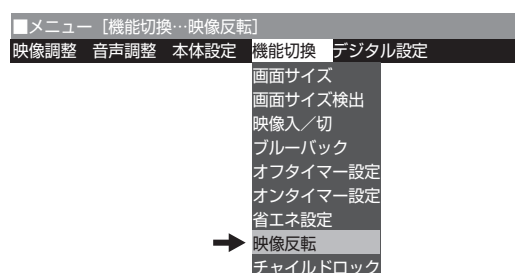 ■メニュー［機能切換…映像反転］
映像調整 音声調整 本体設定 機能切換 デジタル設定
画面サイズ
画面サイズ検出
映像入／切
ブルーバック
オフタイマー設定
オンタイマー設定
省エネ設定
映像反転
チャイルドロック